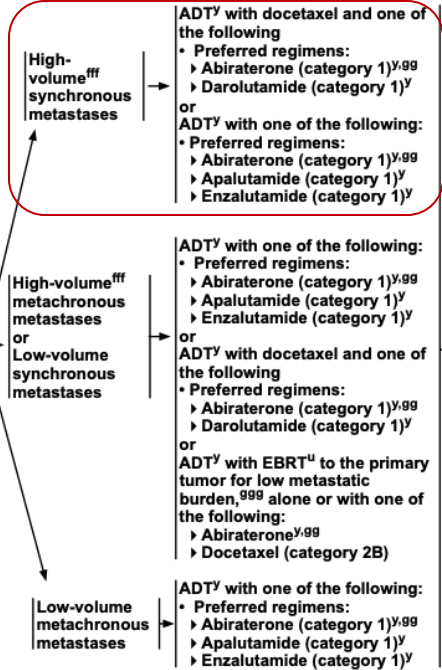 High-
volumefff
synchronous
metastases
ADTy with docetaxel and one of
the following
• Preferred regimens:
Abiraterone (category 1)y,gg
Darolutamide (category 1)y
or
ADTy with one of the following:
• Preferred regimens:
Abiraterone (category 1)y,gg
Apalutamide (category 1)y
Enzalutamide (category 1)y
High-volumefff
metachronous
metastases
or
Low-volume
synchronous
metastases
ADTy with one of the following:
• Preferred regimens:
Abiraterone (category 1)y,gg
Apalutamide (category 1)y
Enzalutamide (category 1)y
or
ADTy with docetaxel and one of
the following
• Preferred regimens:
Abiraterone (category 1)y,gg
Darolutamide (category 1)y
or
ADTy with EBRTu to the primary
tumor for low metastatic
burden,ggg alone or with one of
the following:
Abirateroney,gg
Docetaxel (category 2B)
Low-volume
metachronous
metastases
ADTy with one of the following:
• Preferred regimens:
Abiraterone (category 1)y,gg
Apalutamide (category 1)y
Enzalutamide (category 1)y